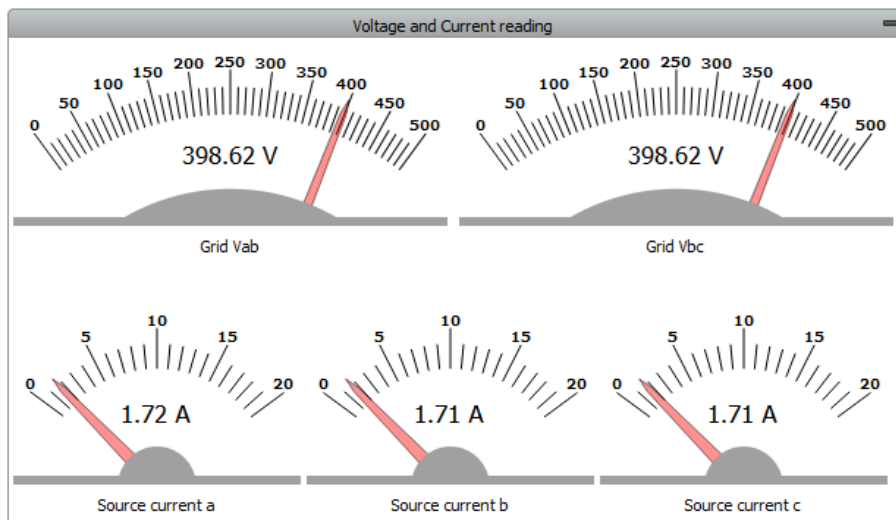 Voltage and Current reading
0 50 100 150 200 250 300 350 400 450 500
398.62 V
Grid Vab
0 50 100 150 200 250 300 350 400 450 500
398.62 V
Grid Vbc
0 5 10 15 20
1.72 A
Source current a
0 5 10 15 20
1.71 A
Source current b
0 5 10 15 20
1.71 A
Source current c